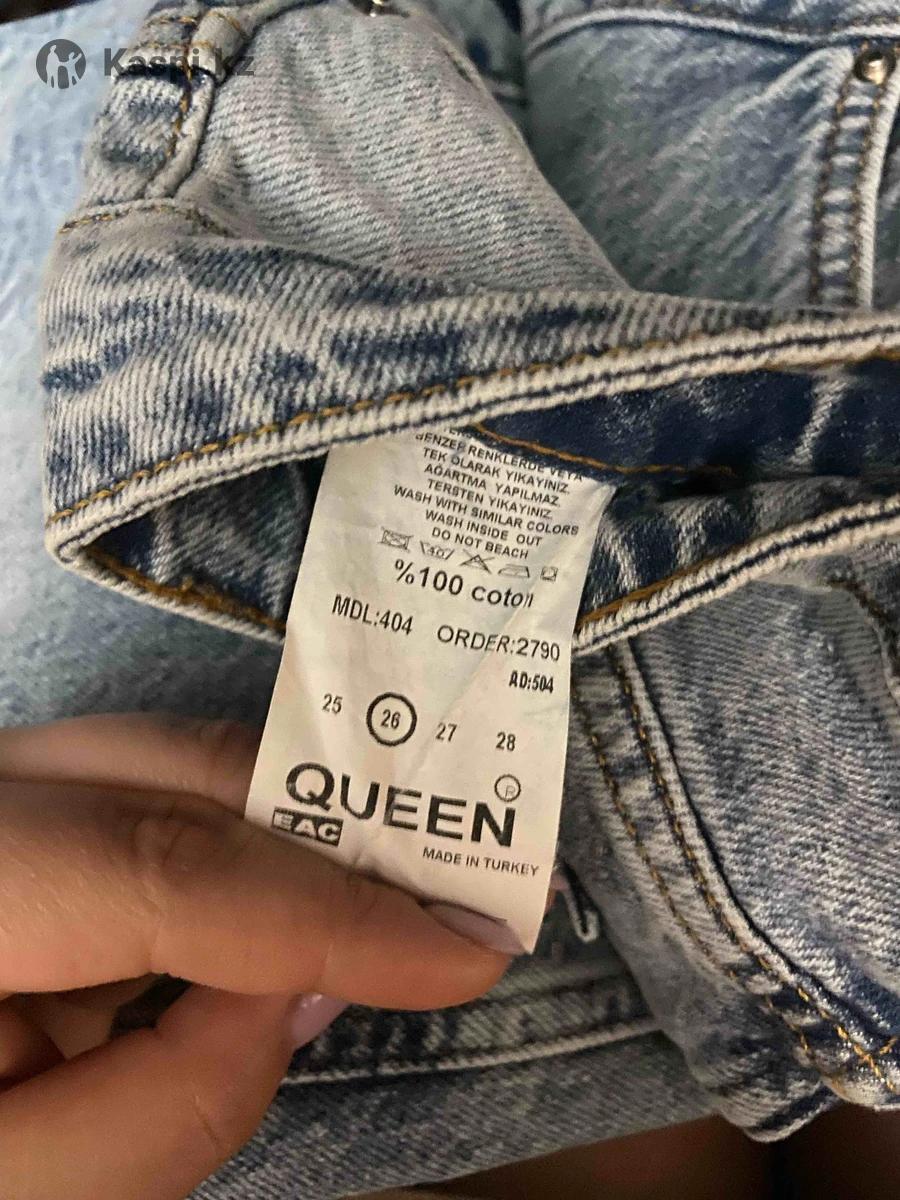 Kaspi.kz
BENZER RENKLERDE VEYA
TEK OLARAK YIKAYINIZ.
AĞARTMA YAPILMAZ
TERSTEN YIKAYINIZ.
WASH WITH SIMILAR COLORS
WASH INSIDE OUT
DO NOT BEACH
40
%100 coton
MDL:404 ORDER:2790
AD:504
25 26 27 28
QUEEN ®
EAC
MADE IN TURKEY